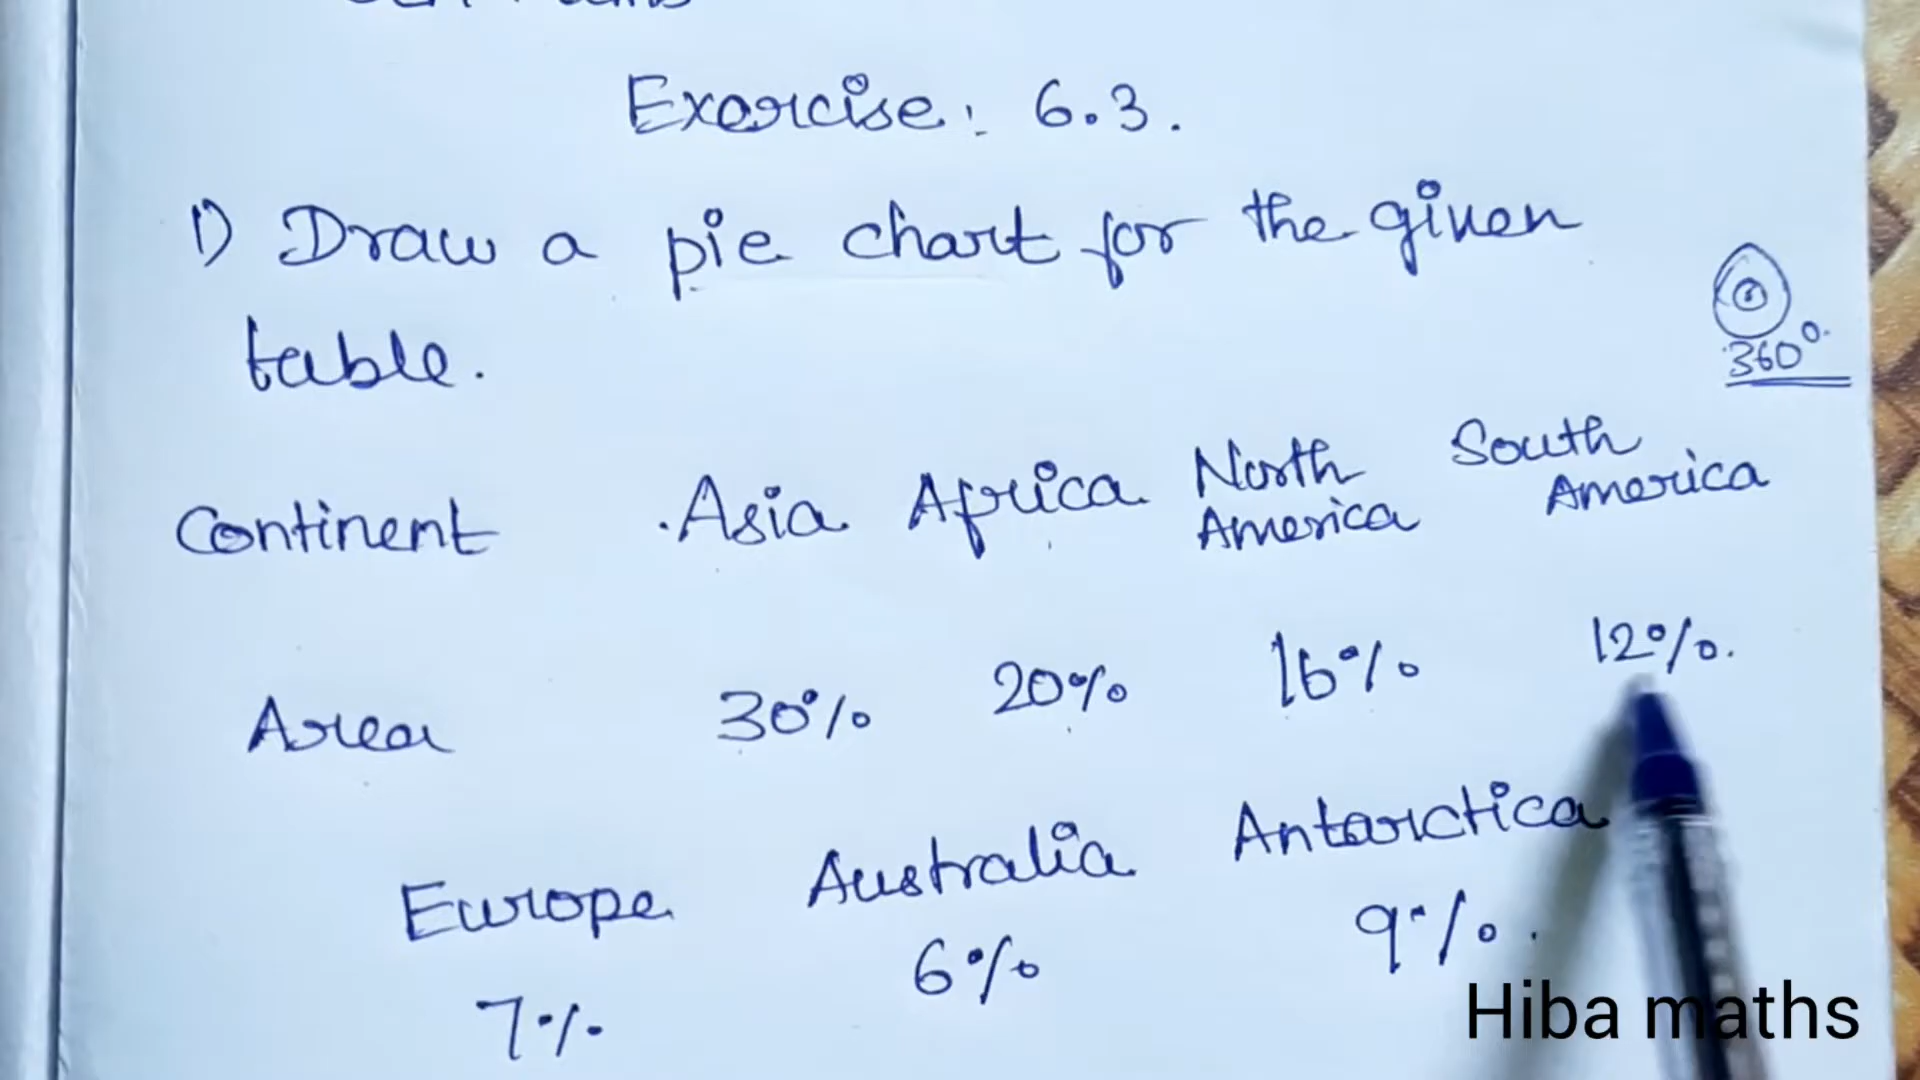 Exercise: 6.3.
1) Draw a pie chart for the given
table.
360°
Continent Asia Africa North America South America
Area 30% 20% 16% 12%.
Europe Australia Antarctica
7% 6% 9%.
Hiba maths